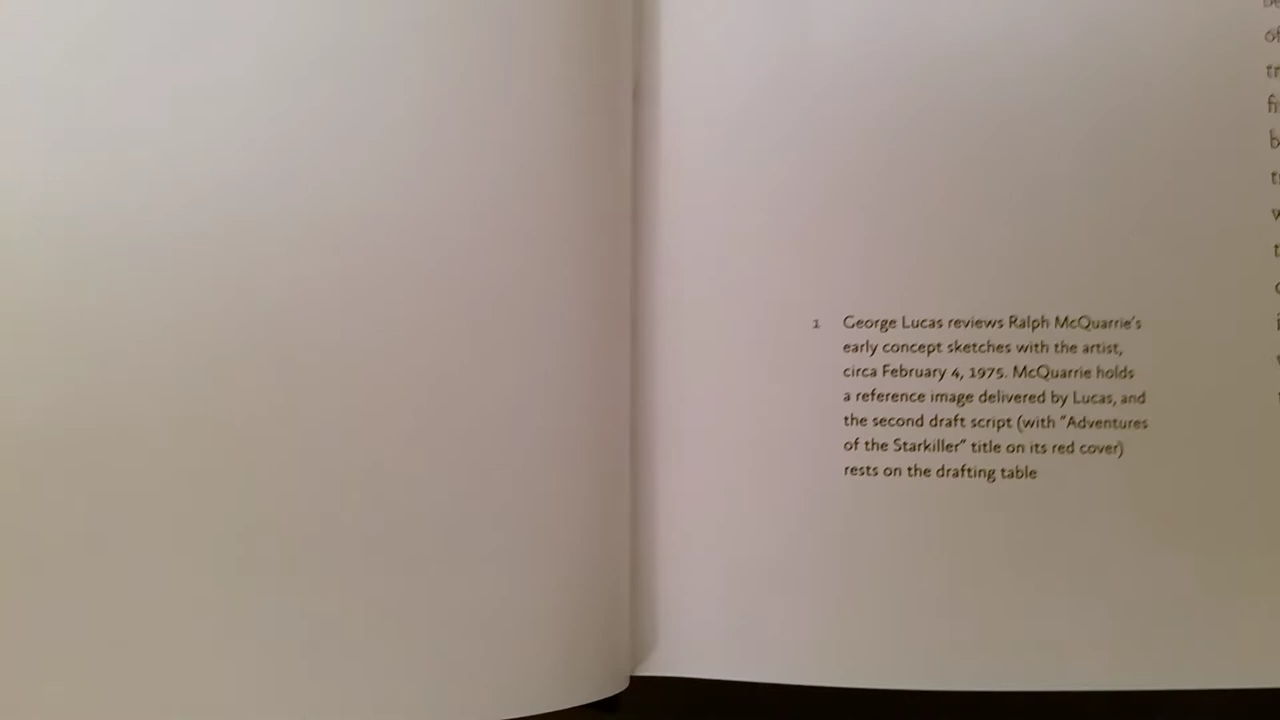 1 George Lucas reviews Ralph McQuarrie's
early concept sketches with the artist,
circa February 4, 1975. McQuarrie holds
a reference image delivered by Lucas, and
the second draft script (with "Adventures
of the Starkiller" title on its red cover)
rests on the drafting table